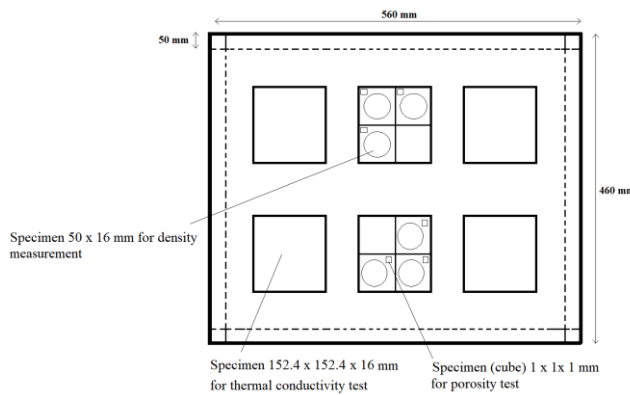 560 mm
50 mm
460 mm
Specimen 50 x 16 mm for density
measurement
Specimen 152.4 x 152.4 x 16 mm
for thermal conductivity test
Specimen (cube) 1 x 1x 1 mm
for porosity test